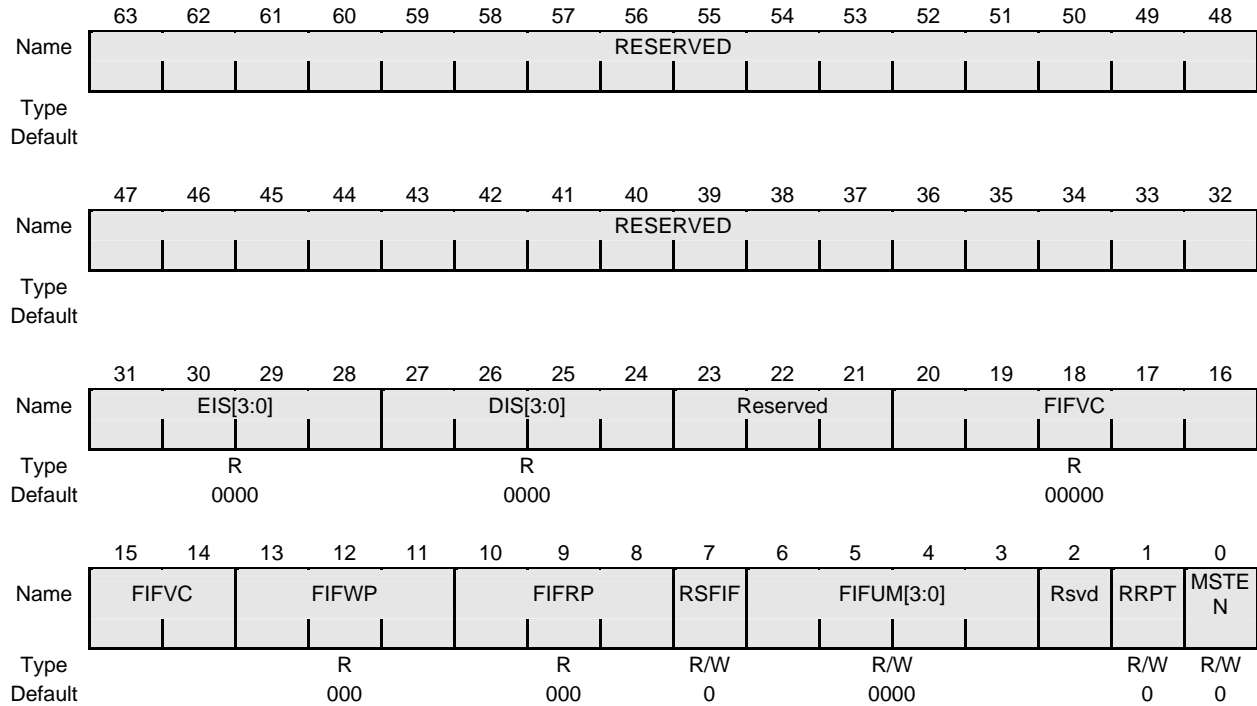 63 62 61 60 59 58 57 56 55 54 53 52 51 50 49 48
Name RESERVED
Type
Default
47 46 45 44 43 42 41 40 39 38 37 36 35 34 33 32
Name RESERVED
Type
Default
31 30 29 28 27 26 25 24 23 22 21 20 19 18 17 16
Name EIS[3:0] DIS[3:0] Reserved FIFVC
Type R R R
Default 0000 0000 00000
15 14 13 12 11 10 9 8 7 6 5 4 3 2 1 0
Name FIFVC FIFWP FIFRP RSFIF FIFUM[3:0] Rsvd RRPT MSTE
N
Type R R R/W R/W R/W R/W
Default 000 000 0 0000 0 0